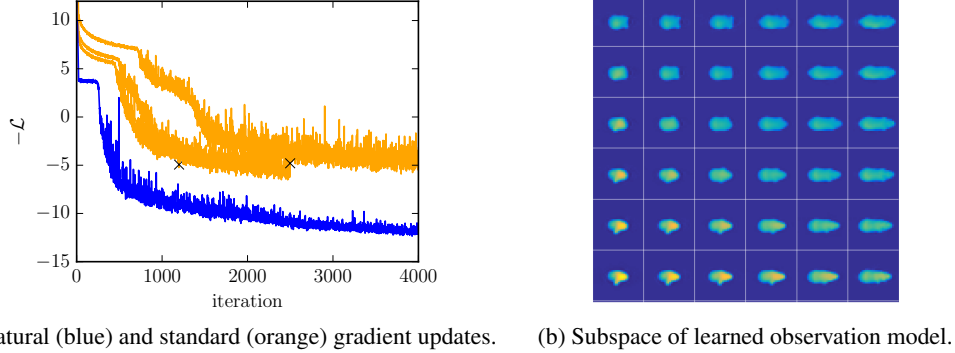 10
5
0
−5
−10
−15
−ℒ
0
1000
2000
3000
4000
iteration
atural (blue) and standard (orange) gradient updates.
(b) Subspace of learned observation model.